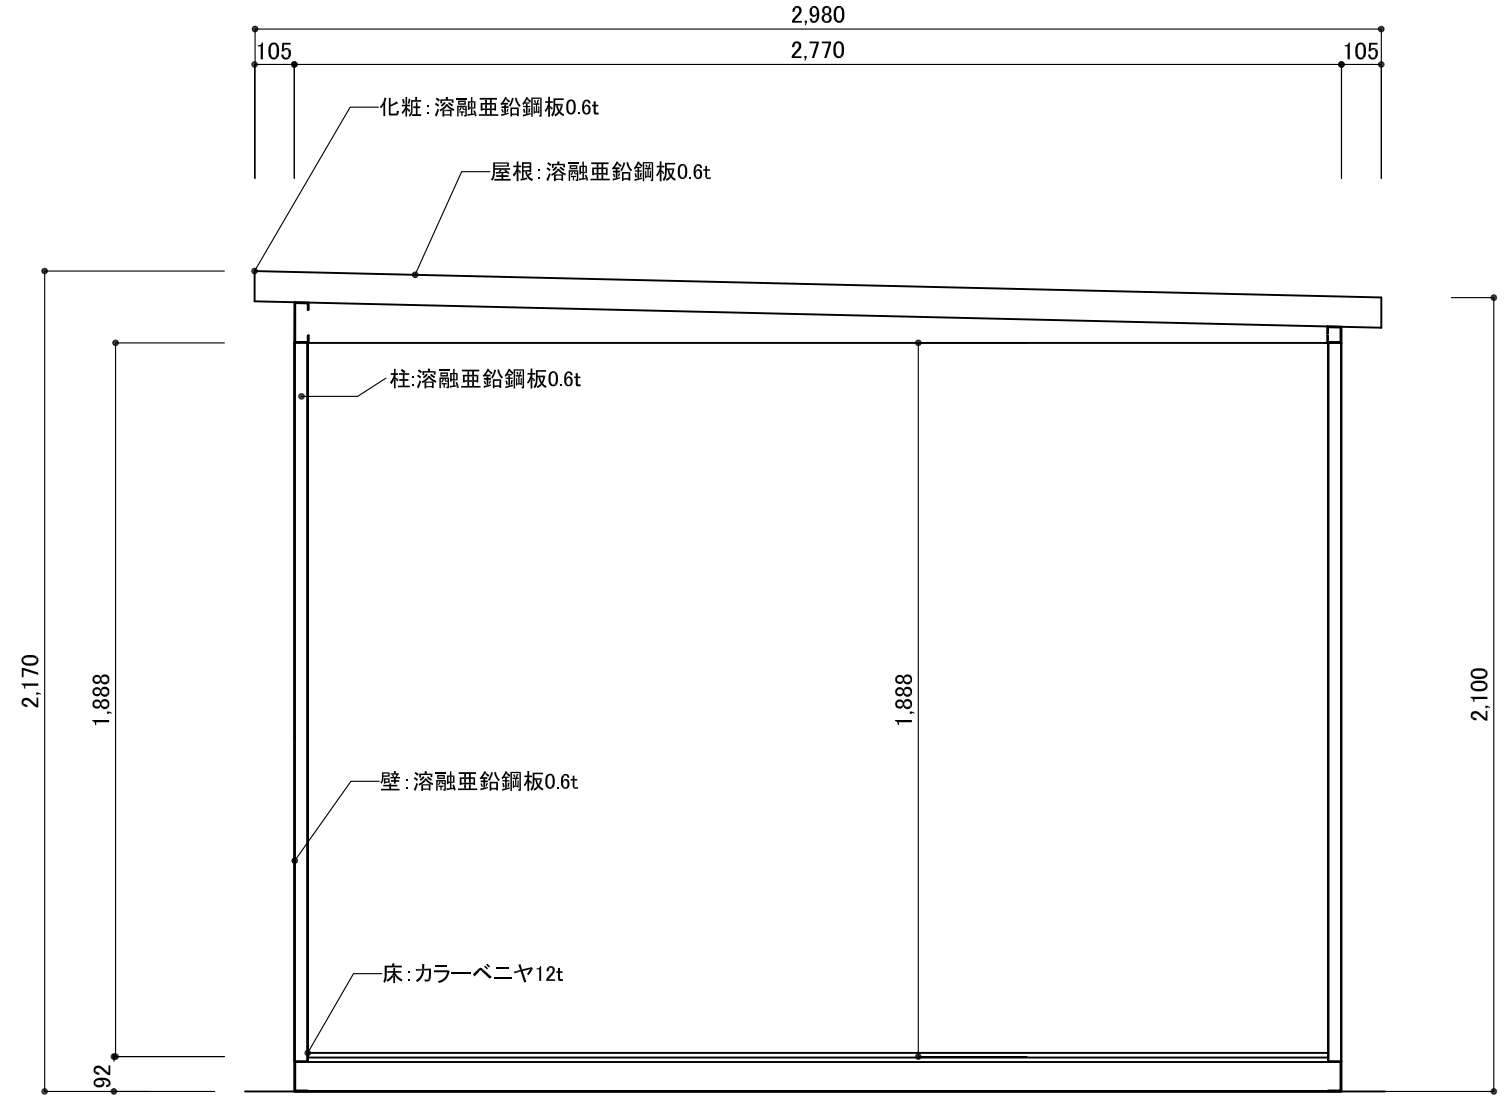 2,980
105
2,770
105
化粧:溶融亜鉛鋼板0.6t
屋根:溶融亜鉛鋼板0.6t
柱:溶融亜鉛鋼板0.6t
2,170
1,888
1,888
2,100
壁:溶融亜鉛鋼板0.6t
床:カラーベニヤ12t
92